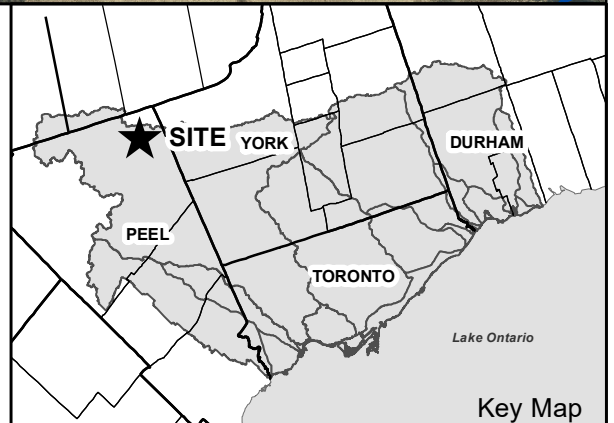 SITE
YORK
DURHAM
PEEL
TORONTO
Lake Ontario
Key Map